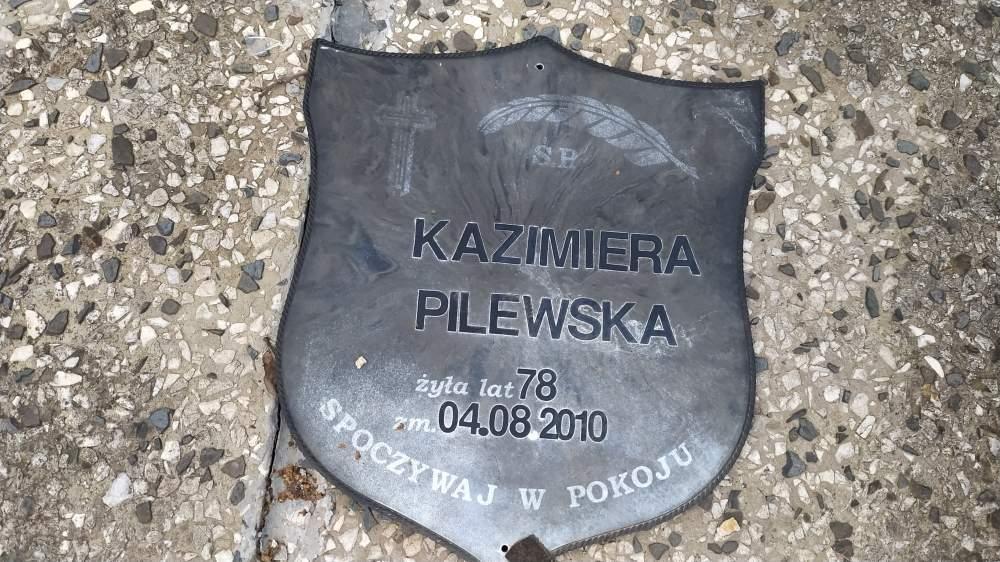 Ś.P.
KAZIMIERA
PILEWSKA
żyła lat 78
zm. 04.08 2010
SPOCZYWAJ W POKOJU